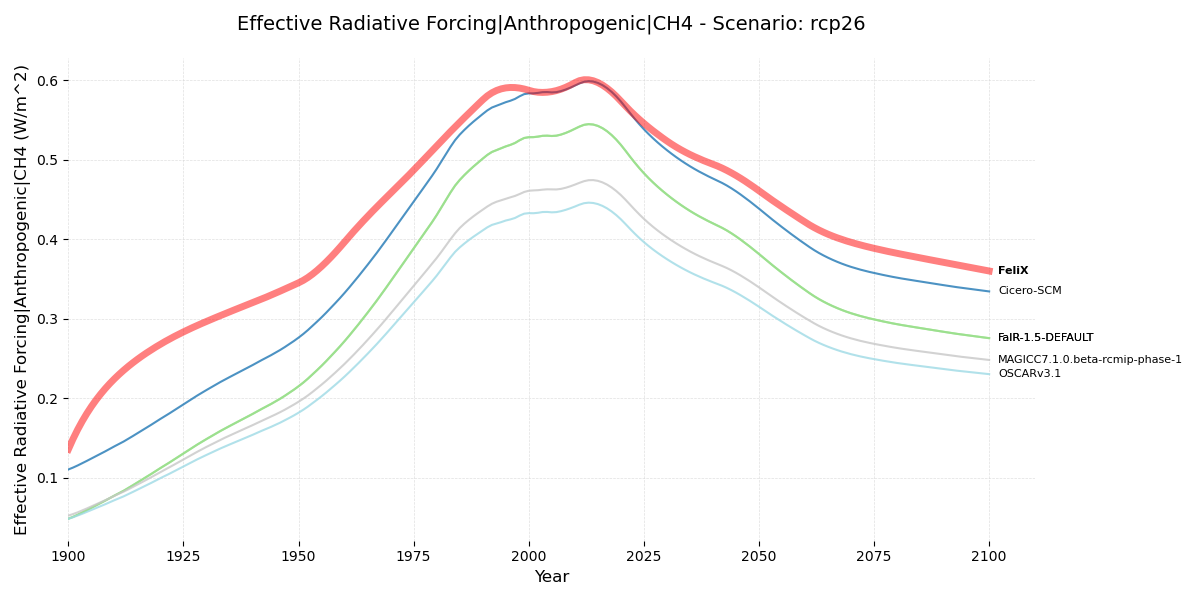 Effective Radiative Forcing|Anthropogenic|CH4 - Scenario: rcp26
Effective Radiative Forcing|Anthropogenic|CH4 (W/m^2)
0.6
0.5
0.4
0.3
0.2
0.1
FeliX
Cicero-SCM
FaIR-1.5-DEFAULT
MAGICC7.1.0.beta-rcmip-phase-1
OSCARv3.1
1900 1925 1950 1975 2000 2025 2050 2075 2100
Year